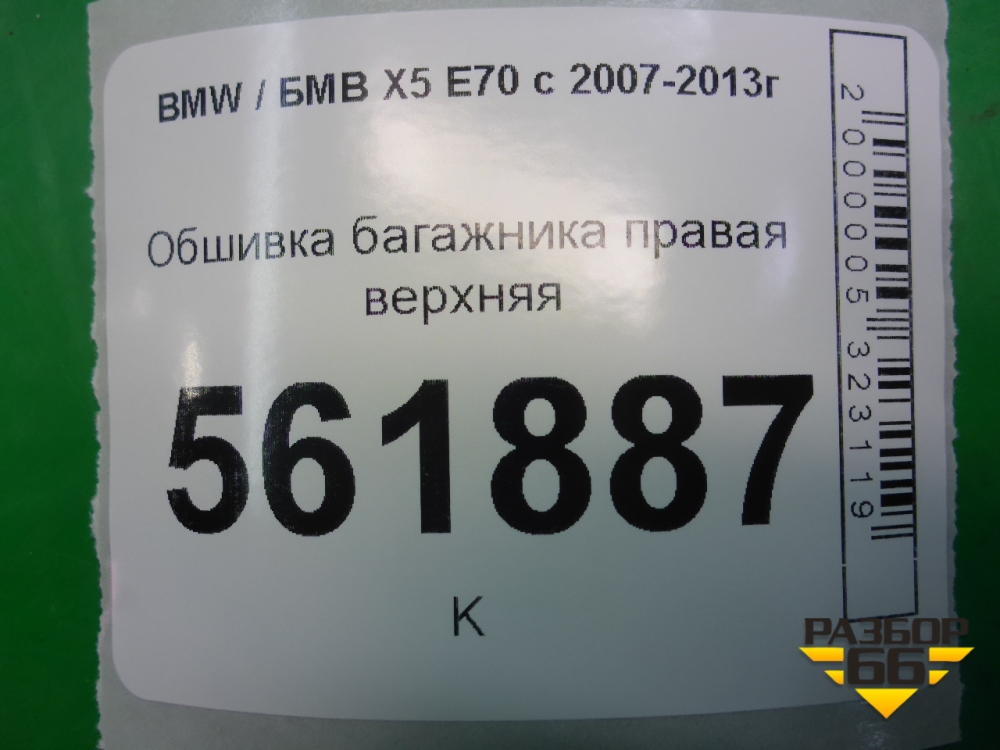 BMW / БМВ X5 E70 с 2007-2013г
Обшивка багажника правая
верхняя
561887
К
2000005323119
РАЗБОР
66